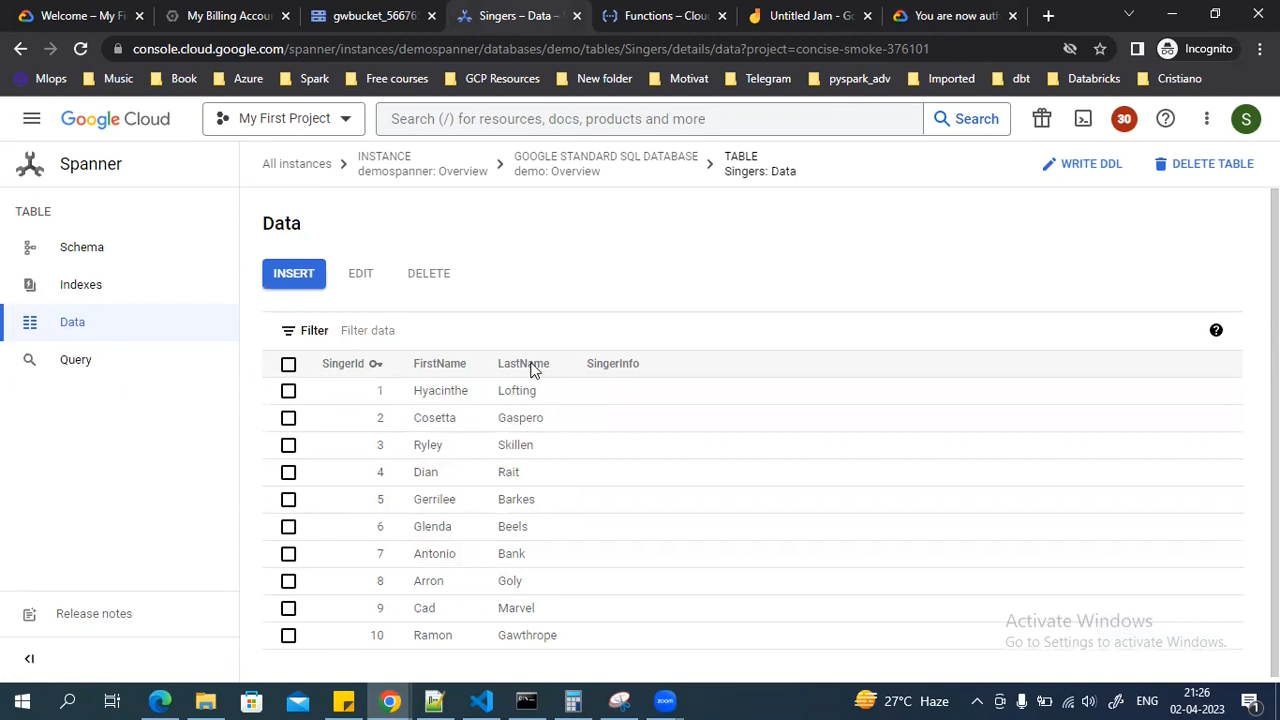 Welcome – My Fi
My Billing Accou
gwbucket_56676
Singers – Data –
Functions – Clou
Untitled Jam - Go
You are now auth
console.cloud.google.com/spanner/instances/demospanner/databases/demo/tables/Singers/details/data?project=concise-smoke-376101
Incognito
Mlops Music Book Azure Spark Free courses GCP Resources New folder Motivat Telegram pyspark_adv Imported dbt Databricks Cristiano
Google Cloud
My First Project
Search (/) for resources, docs, products and more
Search
30
S
Spanner
All instances
INSTANCE
demospanner: Overview
GOOGLE STANDARD SQL DATABASE
demo: Overview
TABLE
Singers: Data
WRITE DDL
DELETE TABLE
TABLE
Schema
Indexes
Data
Query
Release notes
Data
INSERT EDIT DELETE
Filter Filter data
SingerId FirstName LastName SingerInfo
1 Hyacinthe Lofting
2 Cosetta Gaspero
3 Ryley Skillen
4 Dian Rait
5 Gerrilee Barkes
6 Glenda Beels
7 Antonio Bank
8 Arron Goly
9 Cad Marvel
10 Ramon Gawthrope
Activate Windows
Go to Settings to activate Windows.
zoom
27°C Haze
ENG
21:26
02-04-2023
1